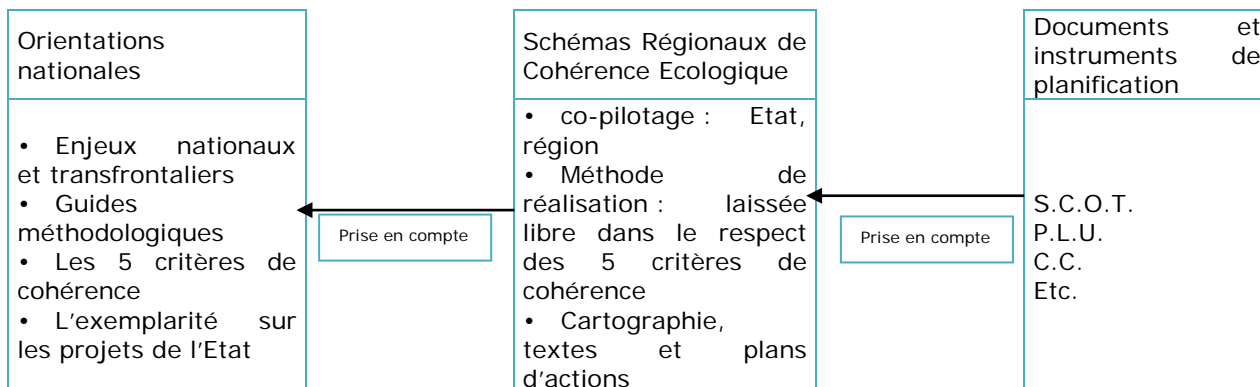 Orientations
nationales
• Enjeux nationaux
et transfrontaliers
• Guides
méthodologiques
• Les 5 critères de
cohérence
• L’exemplarité sur
les projets de l’Etat
Prise en compte
Schémas Régionaux de
Cohérence Ecologique
• co-pilotage : Etat,
région
• Méthode de
réalisation : laissée
libre dans le respect
des 5 critères de
cohérence
• Cartographie,
textes et plans
d’actions
Prise en compte
Documents et
instruments de
planification
S.C.O.T.
P.L.U.
C.C.
Etc.